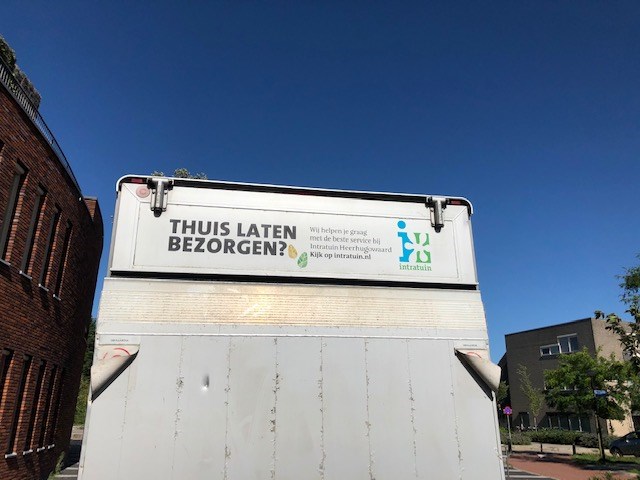 THUIS LATEN
BEZORGEN?
Wij helpen je graag
met de beste service bij
Intratuin Heerhugowaard
Kijk op intratuin.nl
intratuin